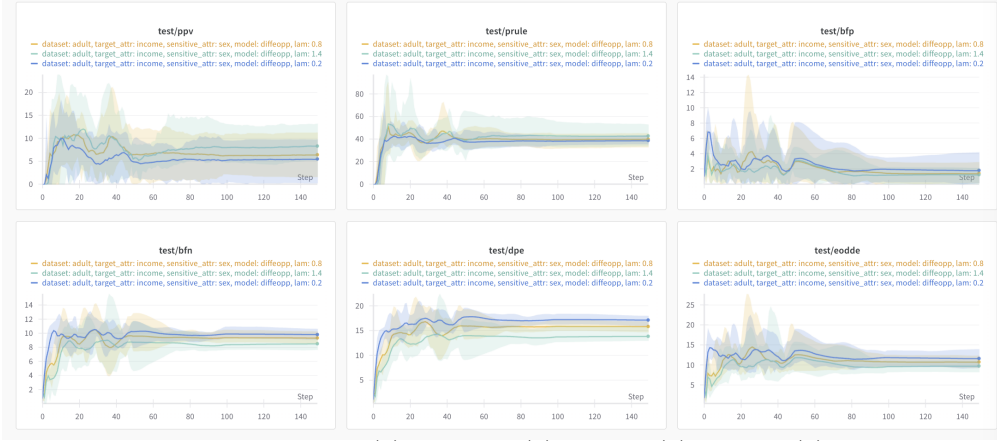 test/ppv
dataset: adult, target_attr: income, sensitive_attr: sex, model: diffeopp, lam: 0.8
dataset: adult, target_attr: income, sensitive_attr: sex, model: diffeopp, lam: 1.4
dataset: adult, target_attr: income, sensitive_attr: sex, model: diffeopp, lam: 0.2
20
15
10
5
0
Step
0 20 40 60 80 100 120 140
test/prule
dataset: adult, target_attr: income, sensitive_attr: sex, model: diffeopp, lam: 0.8
dataset: adult, target_attr: income, sensitive_attr: sex, model: diffeopp, lam: 1.4
dataset: adult, target_attr: income, sensitive_attr: sex, model: diffeopp, lam: 0.2
80
60
40
20
0
Step
0 20 40 60 80 100 120 140
test/bfp
dataset: adult, target_attr: income, sensitive_attr: sex, model: diffeopp, lam: 0.8
dataset: adult, target_attr: income, sensitive_attr: sex, model: diffeopp, lam: 1.4
dataset: adult, target_attr: income, sensitive_attr: sex, model: diffeopp, lam: 0.2
14
12
10
8
6
4
2
Step
0 20 40 60 80 100 120 140
test/bfn
dataset: adult, target_attr: income, sensitive_attr: sex, model: diffeopp, lam: 0.8
dataset: adult, target_attr: income, sensitive_attr: sex, model: diffeopp, lam: 1.4
dataset: adult, target_attr: income, sensitive_attr: sex, model: diffeopp, lam: 0.2
14
12
10
8
6
4
2
Step
0 20 40 60 80 100 120 140
test/dpe
dataset: adult, target_attr: income, sensitive_attr: sex, model: diffeopp, lam: 0.8
dataset: adult, target_attr: income, sensitive_attr: sex, model: diffeopp, lam: 1.4
dataset: adult, target_attr: income, sensitive_attr: sex, model: diffeopp, lam: 0.2
20
15
10
5
Step
0 20 40 60 80 100 120 140
test/eodde
dataset: adult, target_attr: income, sensitive_attr: sex, model: diffeopp, lam: 0.8
dataset: adult, target_attr: income, sensitive_attr: sex, model: diffeopp, lam: 1.4
dataset: adult, target_attr: income, sensitive_attr: sex, model: diffeopp, lam: 0.2
25
20
15
10
5
Step
0 20 40 60 80 100 120 140